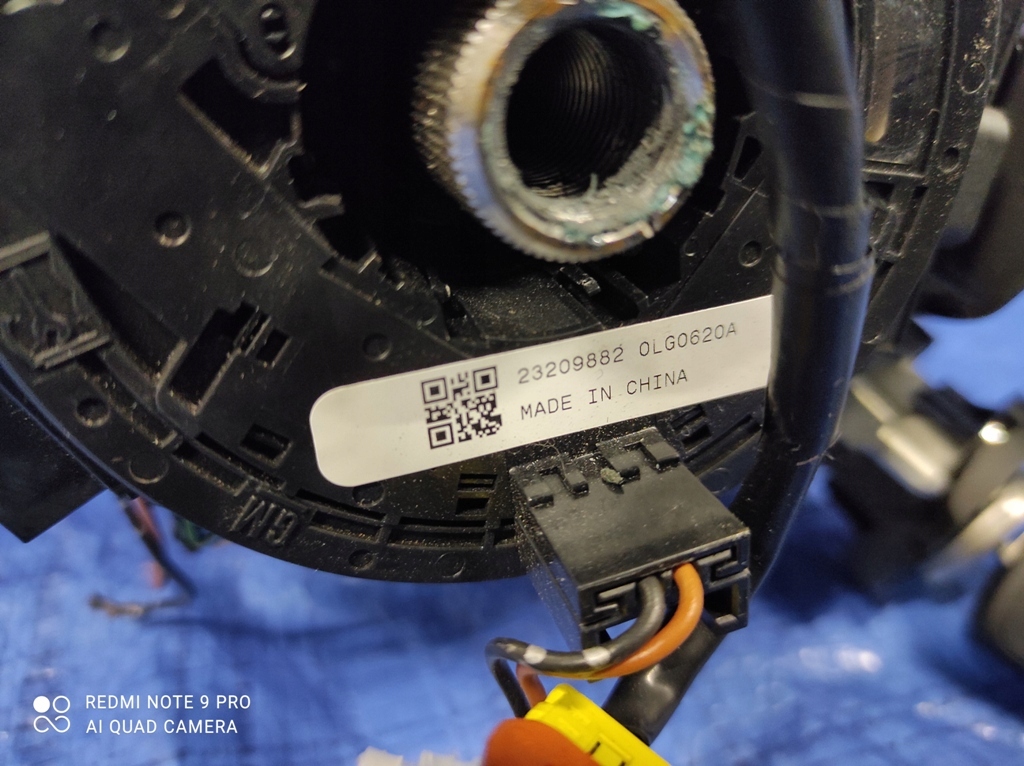 23209882 0LG0620A
MADE IN CHINA
GM
REDMI NOTE 9 PRO
AI QUAD CAMERA